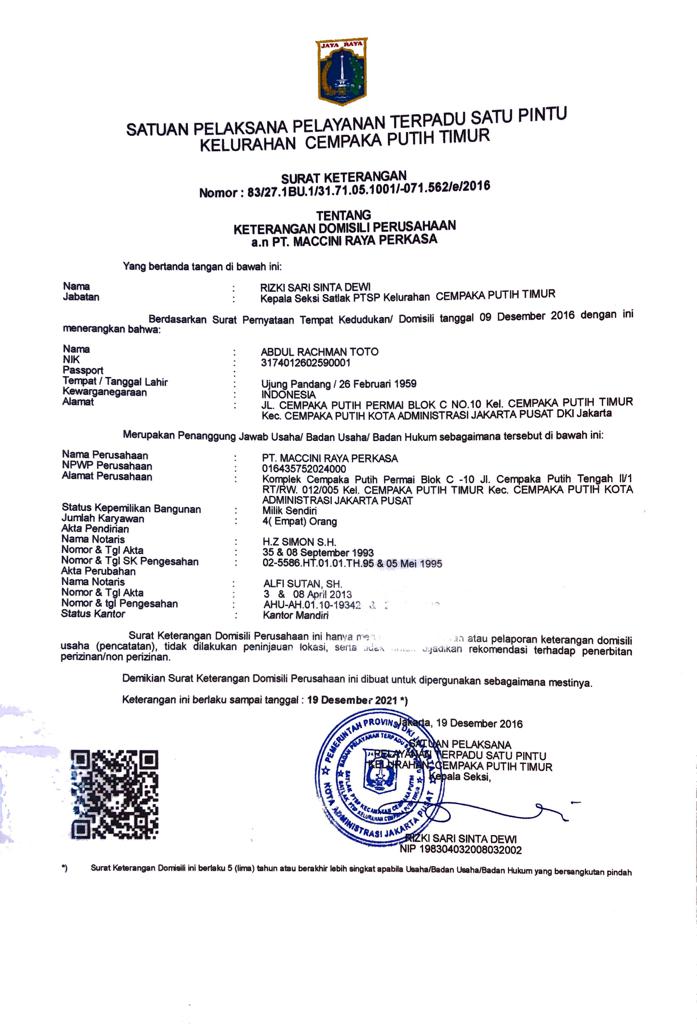 JAYA RAYA
SATUAN PELAKSANA PELAYANAN TERPADU SATU PINTU
KELURAHAN CEMPAKA PUTIH TIMUR
SURAT KETERANGAN
Nomor : 83/27.1BU.1/31.71.05.1001/-071.562/e/2016
TENTANG
KETERANGAN DOMISILI PERUSAHAAN
a.n PT. MACCINI RAYA PERKASA
Yang bertanda tangan di bawah ini:
Nama : RIZKI SARI SINTA DEWI
Jabatan : Kepala Seksi Satlak PTSP Kelurahan CEMPAKA PUTIH TIMUR
Berdasarkan Surat Pernyataan Tempat Kedudukan/ Domisili tanggal 09 Desember 2016 dengan ini
menerangkan bahwa:
Nama : ABDUL RACHMAN TOTO
NIK : 3174012602590001
Passport :
Tempat / Tanggal Lahir : Ujung Pandang / 26 Februari 1959
Kewarganegaraan : INDONESIA
Alamat : JL. CEMPAKA PUTIH PERMAI BLOK C NO.10 Kel. CEMPAKA PUTIH TIMUR
Kec. CEMPAKA PUTIH KOTA ADMINISTRASI JAKARTA PUSAT DKI Jakarta
Merupakan Penanggung Jawab Usaha/ Badan Usaha/ Badan Hukum sebagaimana tersebut di bawah ini:
Nama Perusahaan : PT. MACCINI RAYA PERKASA
NPWP Perusahaan : 016435752024000
Alamat Perusahaan : Komplek Cempaka Putih Permai Blok C -10 Jl. Cempaka Putih Tengah II/1
RT/RW. 012/005 Kel. CEMPAKA PUTIH TIMUR Kec. CEMPAKA PUTIH KOTA
ADMINISTRASI JAKARTA PUSAT
Status Kepemilikan Bangunan : Milik Sendiri
Jumlah Karyawan : 4( Empat) Orang
Akta Pendirian
Nama Notaris : H.Z SIMON S.H.
Nomor & Tgl Akta : 35 & 08 September 1993
Nomor & Tgl SK Pengesahan : 02-5586.HT.01.01.TH.95 & 05 Mei 1995
Akta Perubahan
Nama Notaris : ALFI SUTAN, SH.
Nomor & Tgl Akta : 3 & 08 April 2013
Nomor & tgl Pengesahan : AHU-AH.01.10-19342 &
Status Kantor : Kantor Mandiri
Surat Keterangan Domisili Perusahaan ini hanya atau pelaporan keterangan domisili
usaha (pencatatan), tidak dilakukan peninjauan lokasi, serta rekomendasi terhadap penerbitan
perizinan/non perizinan.
Demikian Surat Keterangan Domisili Perusahaan ini dibuat untuk dipergunakan sebagaimana mestinya.
Keterangan ini berlaku sampai tanggal : 19 Desember 2021 *)
Jakarta, 19 Desember 2016
SATUAN PELAKSANA
PELAYANAN TERPADU SATU PINTU
KELURAHAN CEMPAKA PUTIH TIMUR
Kepala Seksi,
PEMERINTAH PROVINSI DKI
BADAN PELAYANAN TERPADU
KOTA ADMINISTRASI JAKARTA PUSAT
RIZKI SARI SINTA DEWI
NIP 198304032008032002
*) Surat Keterangan Domisili ini berlaku 5 (lima) tahun atau berakhir lebih singkat apabila Usaha/Badan Usaha/Badan Hukum yang bersangkutan pindah